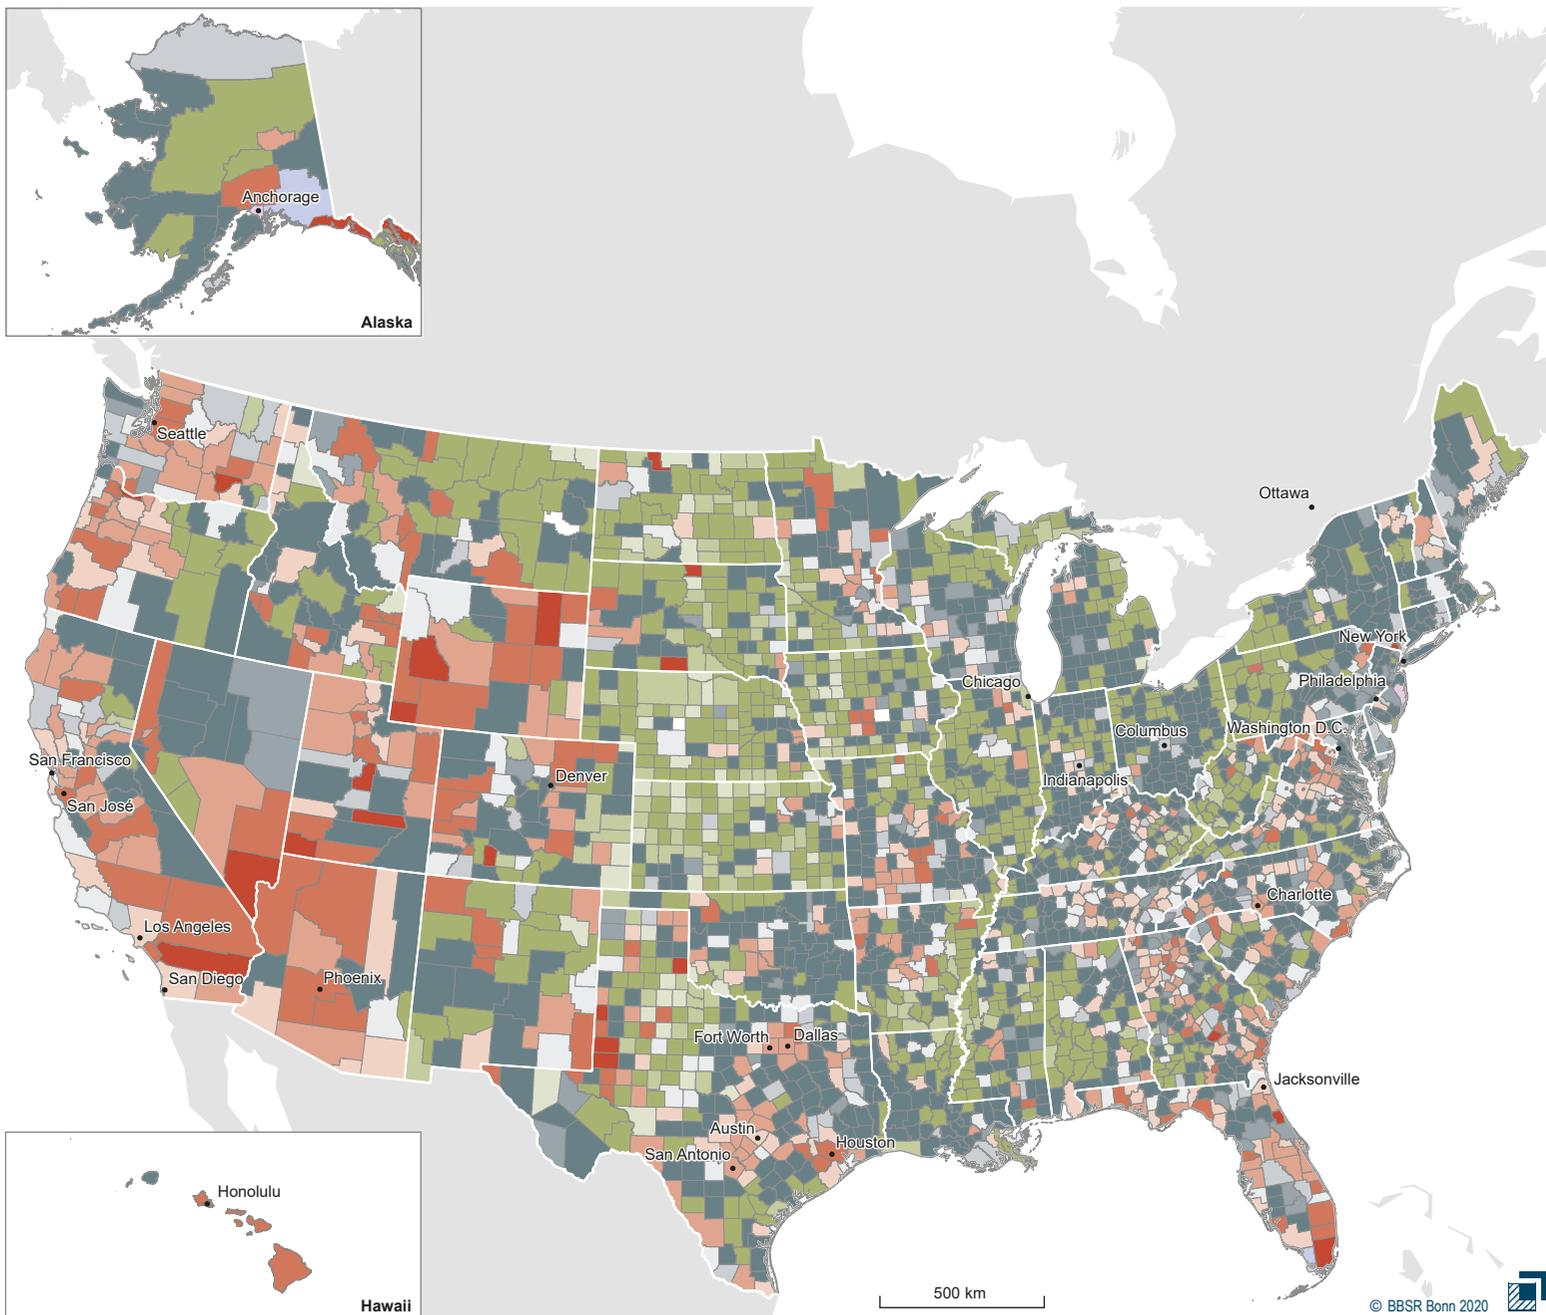 Anchorage
Alaska
Seattle
Ottawa
New York
Chicago
Philadelphia
Columbus
Washington D.C.
San Francisco
Denver
Indianapolis
San José
Charlotte
Los Angeles
San Diego
Phoenix
Fort Worth
Dallas
Jacksonville
Austin
Houston
San Antonio
Honolulu
Hawaii
500 km
© BBSR Bonn 2020